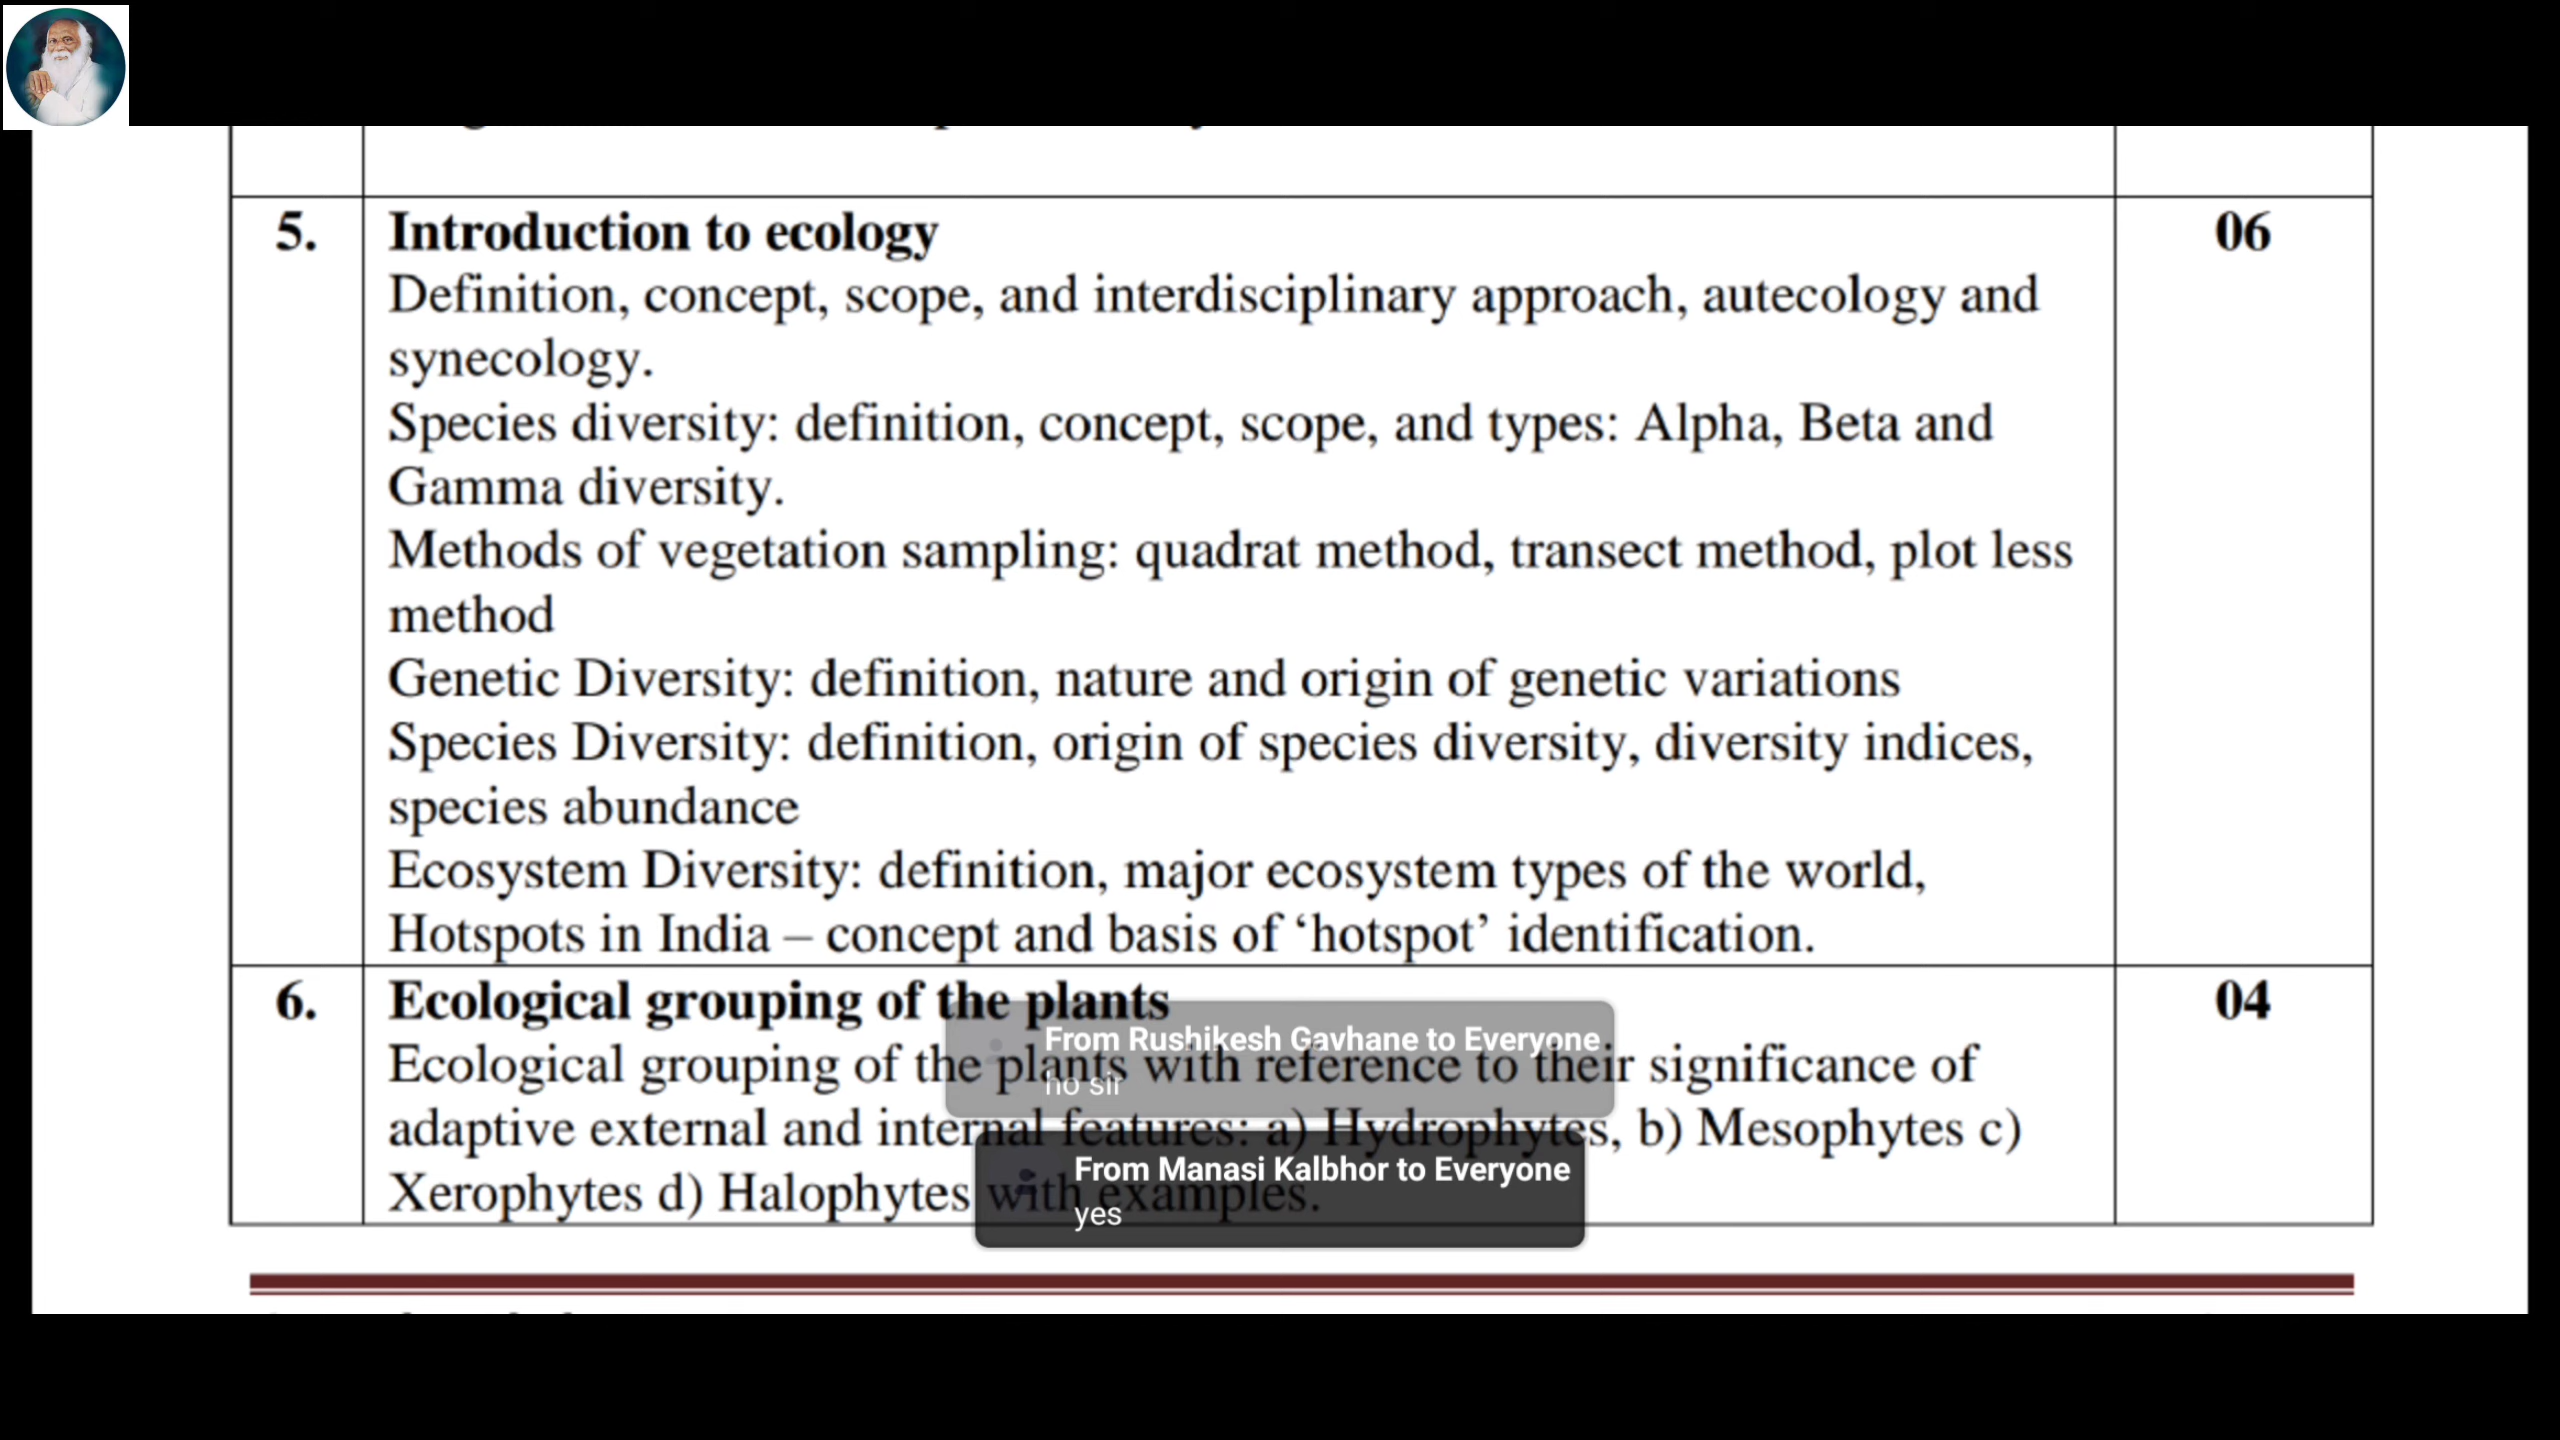 5.
Introduction to ecology
06
Definition, concept, scope, and interdisciplinary approach, autecology and
synecology.
Species diversity: definition, concept, scope, and types: Alpha, Beta and
Gamma diversity.
Methods of vegetation sampling: quadrat method, transect method, plot less
method
Genetic Diversity: definition, nature and origin of genetic variations
Species Diversity: definition, origin of species diversity, diversity indices,
species abundance
Ecosystem Diversity: definition, major ecosystem types of the world,
Hotspots in India – concept and basis of ‘hotspot’ identification.
6.
Ecological grouping of the plants
04
Ecological grouping of the plants with reference to their significance of
adaptive external and internal features: a) Hydrophytes, b) Mesophytes c)
Xerophytes d) Halophytes with examples.
From Rushikesh Gavhane to Everyone
ho sir
From Manasi Kalbhor to Everyone
yes